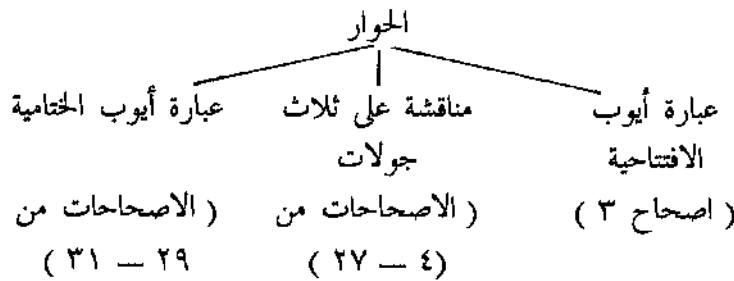 الحوار
عبارة أيوب الافتتاحية ( اصحاح ٣ )
مناقشة على ثلاث جولات ( الاصحاحات من ٤ — ٢٧ )
عبارة أيوب الختامية ( الاصحاحات من ٢٩ — ٣١ )